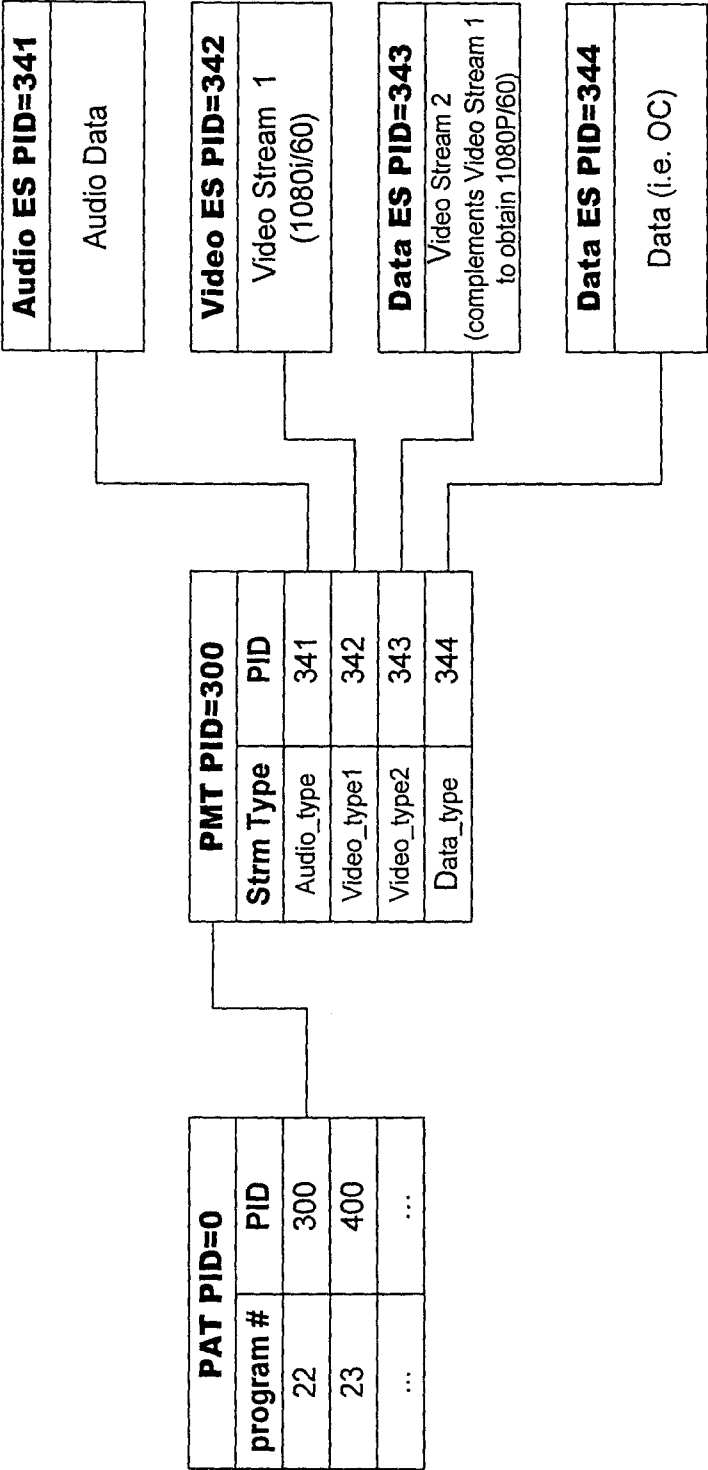 PAT PID=0
program # PID
22 300
23 400
... ...
PMT PID=300
Strm Type PID
Audio_type 341
Video_type1 342
Video_type2 343
Data_type 344
Audio ES PID=341
Audio Data
Video ES PID=342
Video Stream 1
(1080i/60)
Data ES PID=343
Video Stream 2
(complements Video Stream 1
to obtain 1080P/60)
Data ES PID=344
Data (i.e. OC)